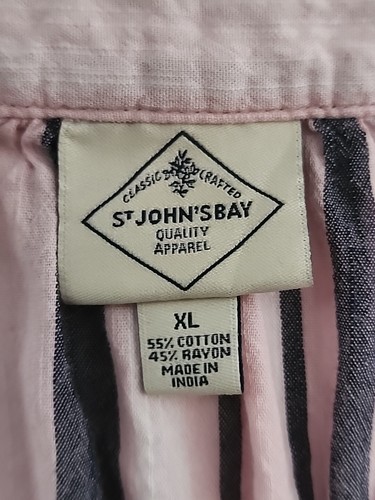 CLASSIC CRAFTED
ST JOHN'S BAY
QUALITY
APPAREL
XL
55% COTTON
45% RAYON
MADE IN
INDIA